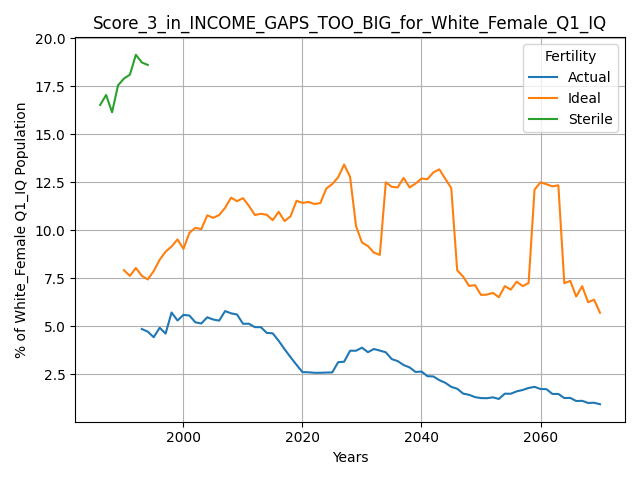 Score_3_in_INCOME_GAPS_TOO_BIG_for_White_Female_Q1_IQ
% of White_Female Q1_IQ Population
20.0
17.5
15.0
12.5
10.0
7.5
5.0
2.5
Fertility
Actual
Ideal
Sterile
2000
2020
2040
2060
Years